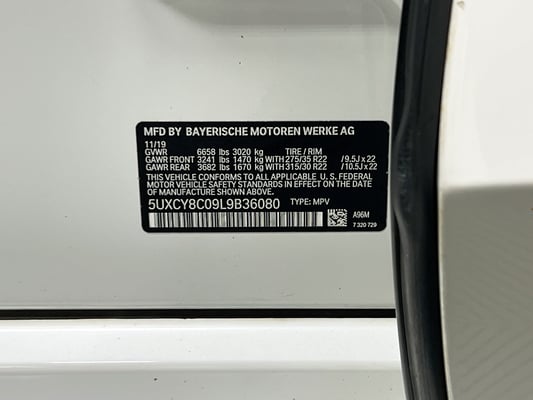 MFD BY BAYERISCHE MOTOREN WERKE AG
11/19
GVWR 6658 lbs 3020 kg TIRE / RIM
GAWR FRONT 3241 lbs 1470 kg WITH 275/35 R22 / 9.5J x 22
GAWR REAR 3682 lbs 1670 kg WITH 315/30 R22 / 10.5J x 22
THIS VEHICLE CONFORMS TO ALL APPLICABLE U. S. FEDERAL
MOTOR VEHICLE SAFETY STANDARDS IN EFFECT ON THE DATE
OF MANUFACTURE SHOWN ABOVE.
5UXCY8C09L9B36080 TYPE: MPV
A96M
7 320 729